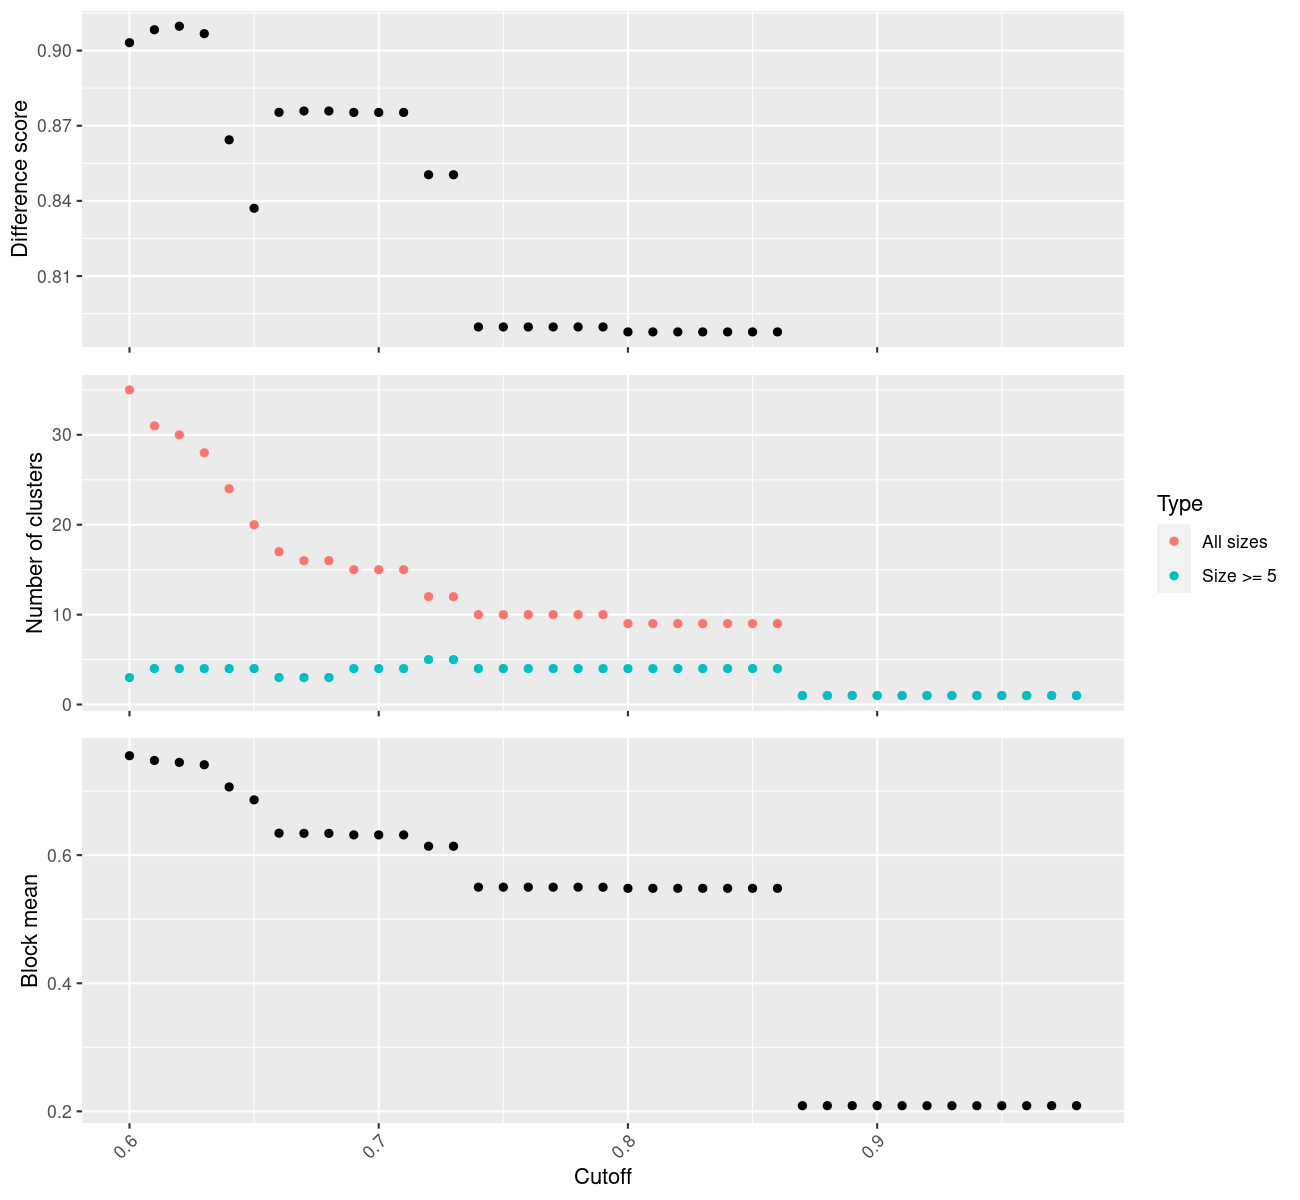 Difference score
0.90
0.87
0.84
0.81
Number of clusters
30
20
10
0
Type
All sizes
Size >= 5
Block mean
0.6
0.4
0.2
0.6
0.7
0.8
0.9
Cutoff